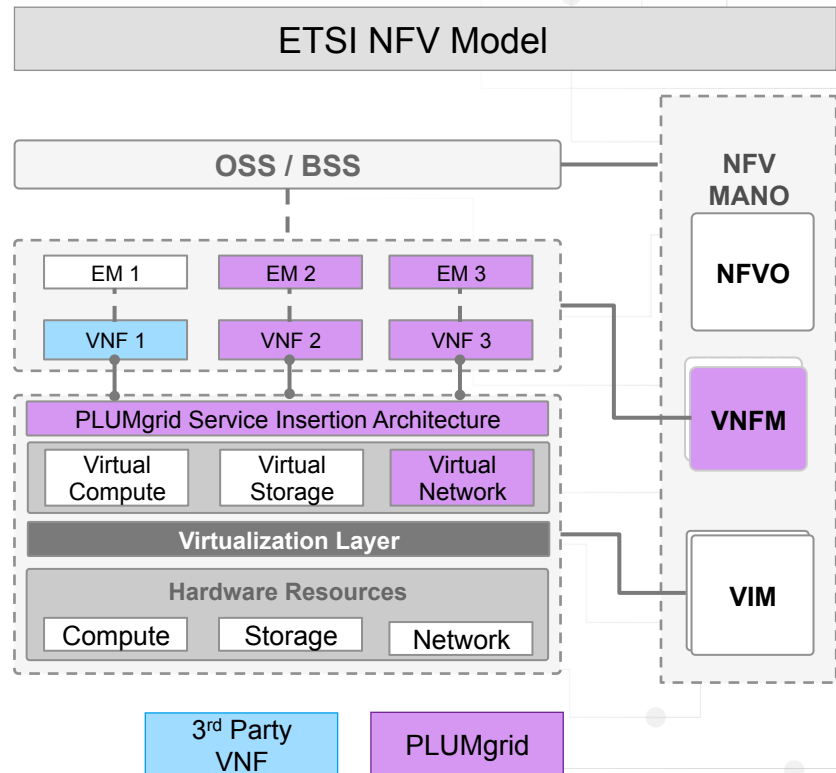 ETSI NFV Model
OSS / BSS
NFV
MANO
NFVO
EM 1
EM 2
EM 3
VNF 1
VNF 2
VNF 3
VNFM
PLUMgrid Service Insertion Architecture
Virtual
Compute
Virtual
Storage
Virtual
Network
Virtualization Layer
VIM
Hardware Resources
Compute
Storage
Network
3rd Party
VNF
PLUMgrid